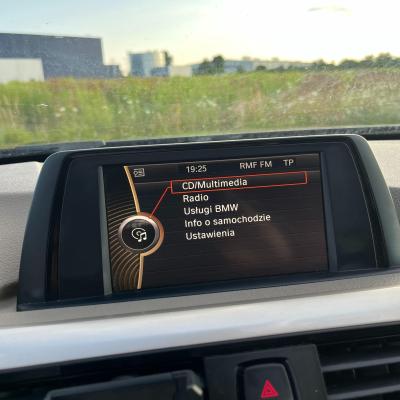 19:25 RMF FM TP
CD/Multimedia
Radio
Usługi BMW
Info o samochodzie
Ustawienia